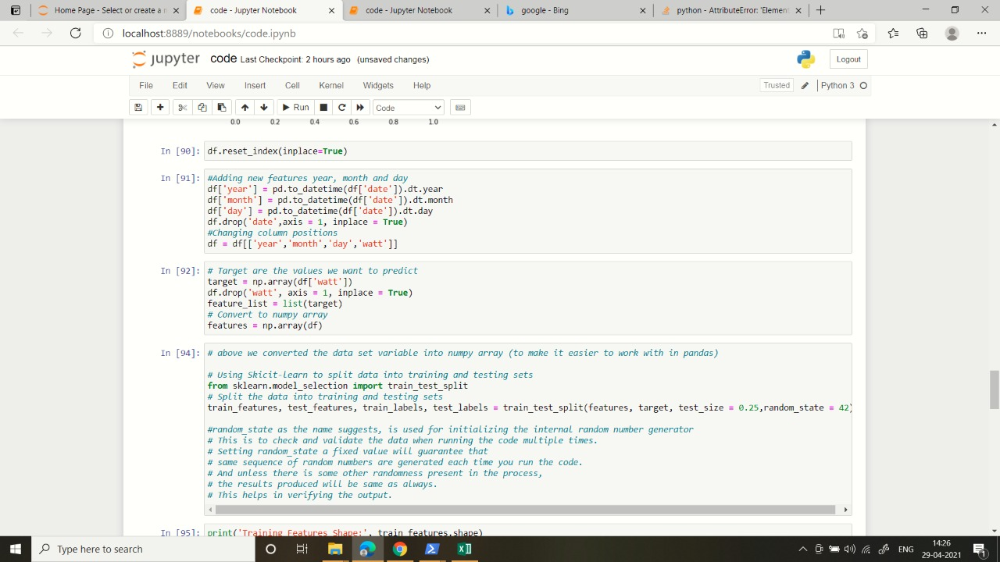 Home Page - Select or create a n
code - Jupyter Notebook
code - Jupyter Notebook
google - Bing
python - AttributeError: 'Element
localhost:8889/notebooks/code.ipynb
jupyter code Last Checkpoint: 2 hours ago (unsaved changes)
Logout
File Edit View Insert Cell Kernel Widgets Help
Trusted
Python 3
Run
Code
0.0 0.2 0.4 0.6 0.8 1.0
In [90]: df.reset_index(inplace=True)
In [91]: #Adding new features year, month and day
df['year'] = pd.to_datetime(df['date']).dt.year
df['month'] = pd.to_datetime(df['date']).dt.month
df['day'] = pd.to_datetime(df['date']).dt.day
df.drop('date',axis = 1, inplace = True)
#Changing column positions
df = df[['year','month','day','watt']]
In [92]: # Target are the values we want to predict
target = np.array(df['watt'])
df.drop('watt', axis = 1, inplace = True)
feature_list = list(target)
# Convert to numpy array
features = np.array(df)
In [94]: # above we converted the data set variable into numpy array (to make it easier to work with in pandas)
# Using Skicit-learn to split data into training and testing sets
from sklearn.model_selection import train_test_split
# Split the data into training and testing sets
train_features, test_features, train_labels, test_labels = train_test_split(features, target, test_size = 0.25,random_state = 42)
#random_state as the name suggests, is used for initializing the internal random number generator
# This is to check and validate the data when running the code multiple times.
# Setting random_state a fixed value will guarantee that
# same sequence of random numbers are generated each time you run the code.
# And unless there is some other randomness present in the process,
# the results produced will be same as always.
# This helps in verifying the output.
In [95]: print('Training Features Shape:', train_features.shape)
Type here to search
ENG
14:26
29-04-2021
1